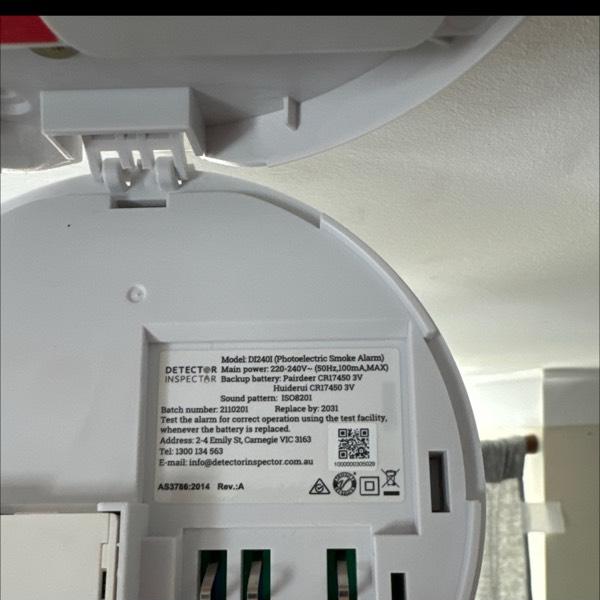 DETECTOR
INSPECTOR
Model: DI240I (Photoelectric Smoke Alarm)
Main power: 220-240V~ (50Hz,100mA,MAX)
Backup battery: Pairdeer CR17450 3V
Huiderui CR17450 3V
Sound pattern: ISO8201
Batch number: 2110201 Replace by: 2031
Test the alarm for correct operation using the test facility,
whenever the battery is replaced.
Address: 2-4 Emily St, Carnegie VIC 3163
Tel: 1300 134 563
E-mail: info@detectorinspector.com.au
1000000305029
AS3786:2014 Rev.:A